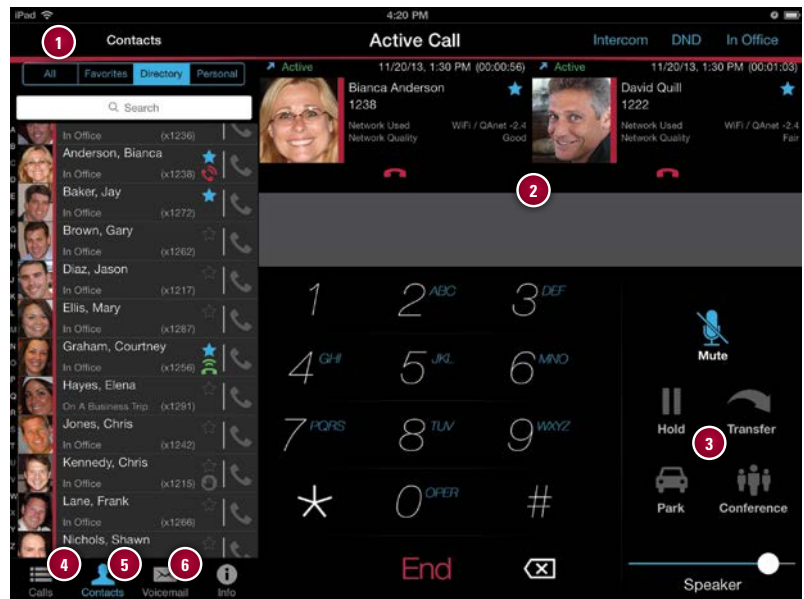 iPad 4:20 PM
1 Contacts Active Call Intercom DND In Office
All Favorites Directory Personal
Search
In Office (x1236)
Anderson, Bianca
In Office (x1238)
Baker, Jay
In Office (x1272)
Brown, Gary
In Office (x1262)
Diaz, Jason
In Office (x1217)
Ellis, Mary
In Office (x1287)
Graham, Courtney
In Office (x1256)
Hayes, Elena
On A Business Trip (x1291)
Jones, Chris
In Office (x1242)
Kennedy, Chris
In Office (x1215)
Lane, Frank
In Office (x1266)
Nichols, Shawn
Active 11/20/13, 1:30 PM (00:00:56)
Bianca Anderson
1238
Network Used WiFi / QAnet -2.4
Network Quality Good
Active 11/20/13, 1:30 PM (00:01:03)
David Quill
1222
Network Used WiFi / QAnet -2.4
Network Quality Fair
2
1 2 ABC 3 DEF
4 GHI 5 JKL 6 MNO
7 PQRS 8 TUV 9 WXYZ
* 0 OPER #
End
Mute
Hold Transfer
3
Park Conference
Speaker
4 5 6
Calls Contacts Voicemail Info